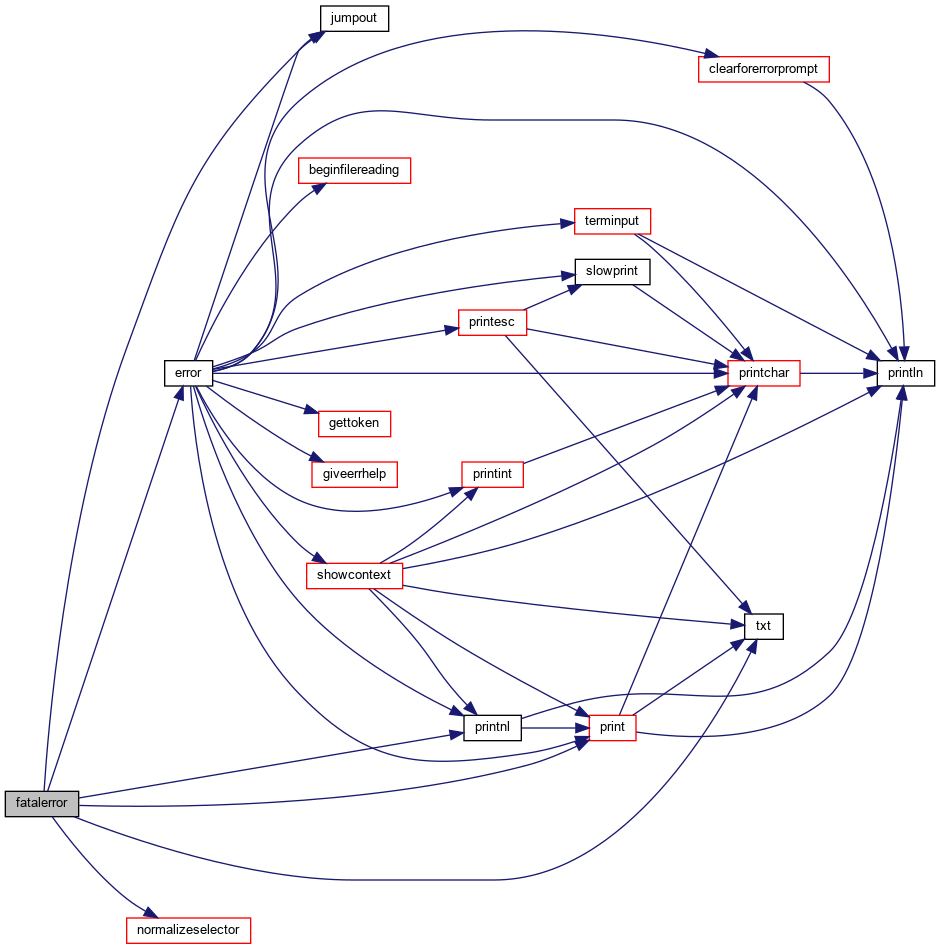 jumpout
clearforerrorprompt
beginfilereading
terminput
slowprint
printesc
error
printchar
println
gettoken
giveerrhelp
printint
showcontext
txt
printnl
print
fatalerror
normalizeselector